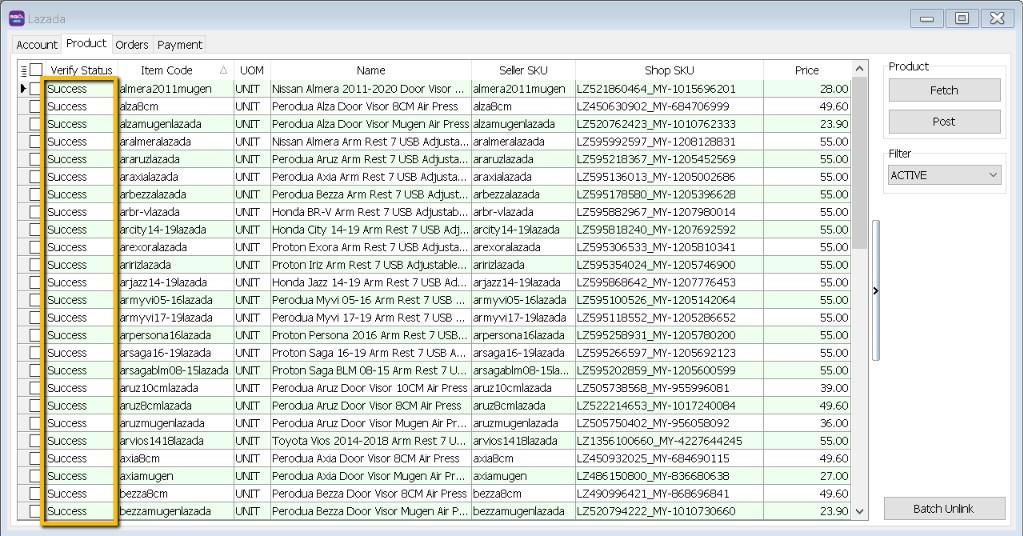 Lazada
Account Product Orders Payment
Verify Status Item Code UOM Name Seller SKU Shop SKU Price
Success almera2011mugen UNIT Nissan Almera 2011-2020 Door Visor ... almera2011mugen LZ521860464_MY-1015696201 28.00
Success alza8cm UNIT Perodua Alza Door Visor 8CM Air Press alza8cm LZ450630902_MY-684706999 49.60
Success alzamugenlazada UNIT Perodua Alza Door Visor Mugen Air Press alzamugenlazada LZ520762423_MY-1010762333 23.90
Success aralmeralazada UNIT Nissan Almera Arm Rest 7 USB Adjusta... aralmeralazada LZ595992597_MY-1208128831 55.00
Success araruzlazada UNIT Perodua Aruz Arm Rest 7 USB Adjusta... araruzlazada LZ595218367_MY-1205452569 55.00
Success araxialazada UNIT Perodua Axia Arm Rest 7 USB Adjusta... araxialazada LZ595136013_MY-1205002686 55.00
Success arbezzalazada UNIT Perodua Bezza Arm Rest 7 USB Adjust... arbezzalazada LZ595178580_MY-1205396628 55.00
Success arbr-vlazada UNIT Honda BR-V Arm Rest 7 USB Adjustab... arbr-vlazada LZ595882967_MY-1207980014 55.00
Success arcity14-19lazada UNIT Honda City 14-19 Arm Rest 7 USB Adj... arcity14-19lazada LZ595818240_MY-1207692592 55.00
Success arexoralazada UNIT Proton Exora Arm Rest 7 USB Adjusta... arexoralazada LZ595306533_MY-1205810341 55.00
Success aririzlazada UNIT Proton Iriz Arm Rest 7 USB Adjustable... aririzlazada LZ595354024_MY-1205746900 55.00
Success arjazz14-19lazada UNIT Honda Jazz 14-19 Arm Rest 7 USB Adj... arjazz14-19lazada LZ595868642_MY-1207776453 55.00
Success armyvi05-16lazada UNIT Perodua Myvi 05-16 Arm Rest 7 USB A... armyvi05-16lazada LZ595100526_MY-1205142064 55.00
Success armyvi17-19lazada UNIT Perodua Myvi 17-19 Arm Rest 7 USB A... armyvi17-19lazada LZ595118552_MY-1205286652 55.00
Success arpersona16lazada UNIT Proton Persona 2016 Arm Rest 7 USB... arpersona16lazada LZ595258931_MY-1205780200 55.00
Success arsaga16-19lazada UNIT Proton Saga 16-19 Arm Rest 7 USB A... arsaga16-19lazada LZ595266597_MY-1205692123 55.00
Success arsagablm08-15lazada UNIT Proton Saga BLM 08-15 Arm Rest 7 US... arsagablm08-15la... LZ595202859_MY-1205600599 55.00
Success aruz10cmlazada UNIT Perodua Aruz Door Visor 10CM Air Press aruz10cmlazada LZ505738568_MY-955996081 39.00
Success aruz8cmlazada UNIT Perodua Aruz Door Visor 8CM Air Press aruz8cmlazada LZ522214653_MY-1017240084 49.60
Success aruzmugenlazada UNIT Perodua Aruz Door Visor Mugen Air Pr... aruzmugenlazada LZ505750402_MY-956058092 36.00
Success arvios1418lazada UNIT Toyota Vios 2014-2018 Arm Rest 7 U... arvios1418lazada LZ1356100660_MY-4227644245 55.00
Success axia8cm UNIT Perodua Axia Door Visor 8CM Air Press axia8cm LZ450932025_MY-684690115 49.60
Success axiamugen UNIT Perodua Axia Door Visor Mugen Air Pr... axiamugen LZ486150800_MY-836680638 27.00
Success bezza8cm UNIT Perodua Bezza Door Visor 8CM Air Press bezza8cm LZ490996421_MY-868696841 49.60
Success bezzamugenlazada UNIT Perodua Bezza Door Visor Mugen Air P... bezzamugenlazada LZ520794222_MY-1010730660 23.90
Product
Fetch
Post
Filter
ACTIVE
Batch Unlink